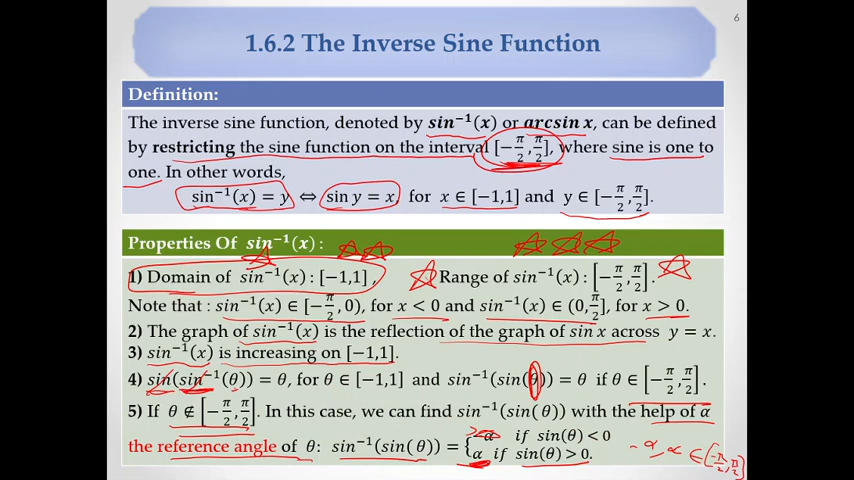 6
1.6.2 The Inverse Sine Function
Definition:
The inverse sine function, denoted by sin⁻¹(x) or arcsin x, can be defined
by restricting the sine function on the interval [−π/2, π/2], where sine is one to
one. In other words,
sin⁻¹(x) = y ⇔ sin y = x, for x ∈ [−1,1] and y ∈ [−π/2, π/2].
Properties Of sin⁻¹(x):
1) Domain of sin⁻¹(x) : [−1,1], Range of sin⁻¹(x) : [−π/2, π/2].
Note that : sin⁻¹(x) ∈ [−π/2, 0), for x < 0 and sin⁻¹(x) ∈ (0, π/2], for x > 0.
2) The graph of sin⁻¹(x) is the reflection of the graph of sin x across y = x.
3) sin⁻¹(x) is increasing on [−1,1].
4) sin(sin⁻¹(θ)) = θ, for θ ∈ [−1,1] and sin⁻¹(sin(θ)) = θ if θ ∈ [−π/2, π/2].
5) If θ ∉ [−π/2, π/2]. In this case, we can find sin⁻¹(sin(θ)) with the help of α
the reference angle of θ: sin⁻¹(sin(θ)) = { −α if sin(θ) < 0
α if sin(θ) > 0.
−α, α ∈ [−π/2, π/2]